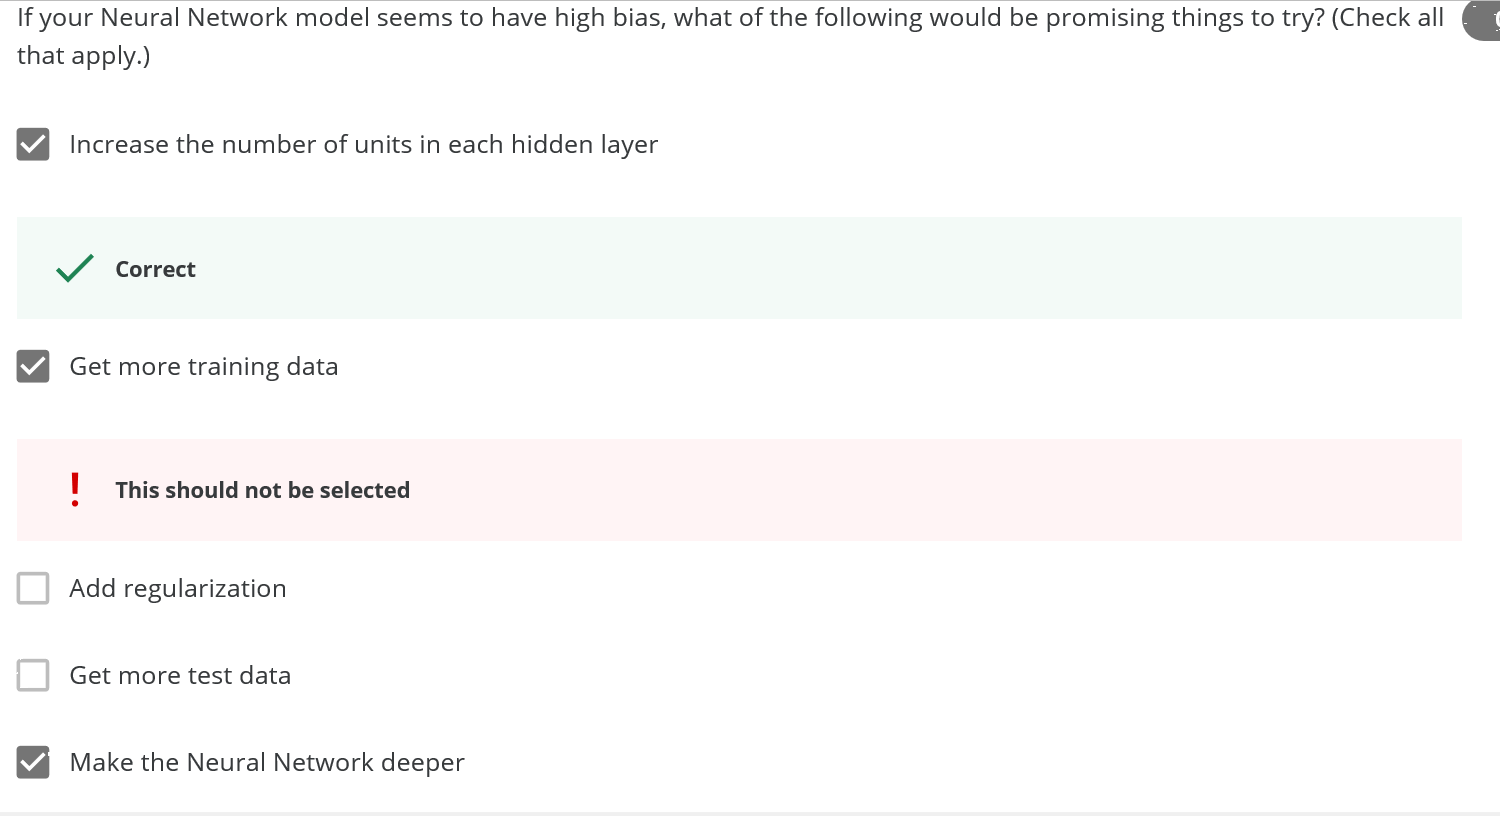 If your Neural Network model seems to have high bias, what of the following would be promising things to try? (Check all
that apply.)
Increase the number of units in each hidden layer
Correct
Get more training data
This should not be selected
Add regularization
Get more test data
Make the Neural Network deeper